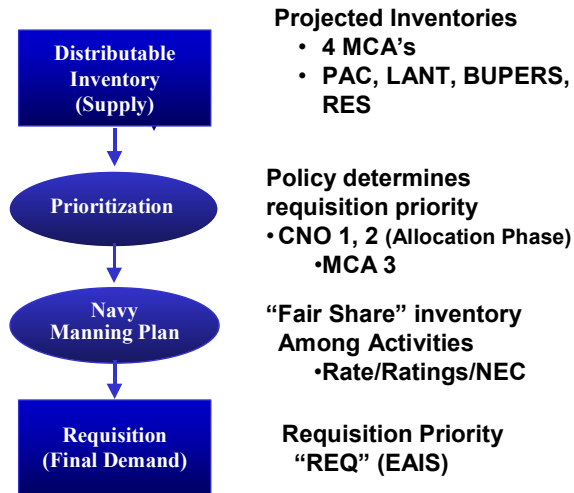 Distributable
Inventory
(Supply)
Projected Inventories
• 4 MCA's
• PAC, LANT, BUPERS,
RES
Prioritization
Policy determines
requisition priority
•CNO 1, 2 (Allocation Phase)
•MCA 3
Navy
Manning Plan
“Fair Share” inventory
Among Activities
•Rate/Ratings/NEC
Requisition
(Final Demand)
Requisition Priority
“REQ” (EAIS)